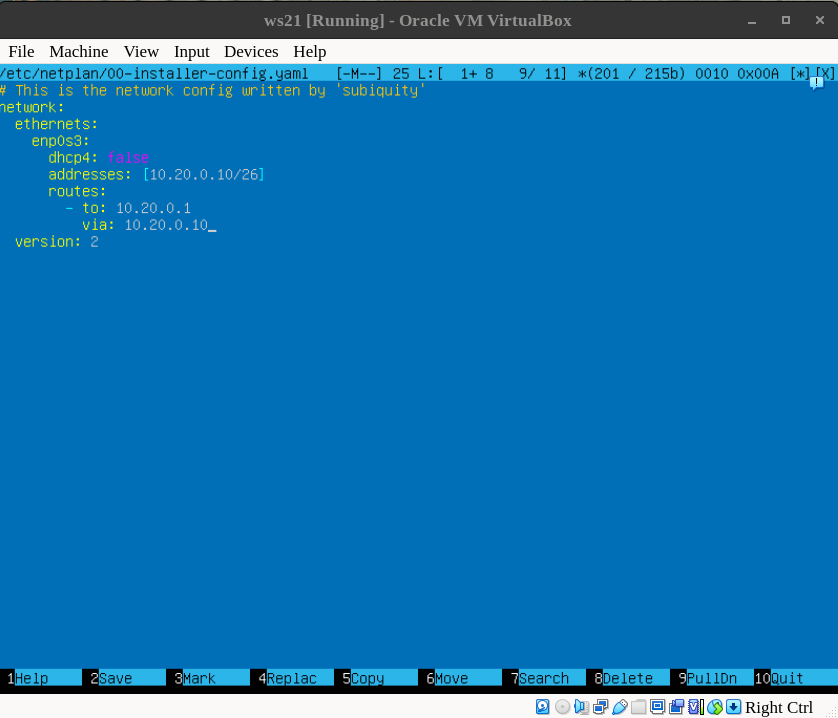 ws21 [Running] - Oracle VM VirtualBox
File Machine View Input Devices Help
/etc/netplan/00-installer-config.yaml [-M--] 25 L:[ 1+ 8 9/ 11] *(201 / 215b) 0010 0x00A [*][X]
# This is the network config written by 'subiquity'
network:
  ethernets:
    enp0s3:
      dhcp4: false
      addresses: [10.20.0.10/26]
      routes:
        - to: 10.20.0.1
          via: 10.20.0.10_
  version: 2
1Help 2Save 3Mark 4Replac 5Copy 6Move 7Search 8Delete 9PullDn 10Quit
Right Ctrl